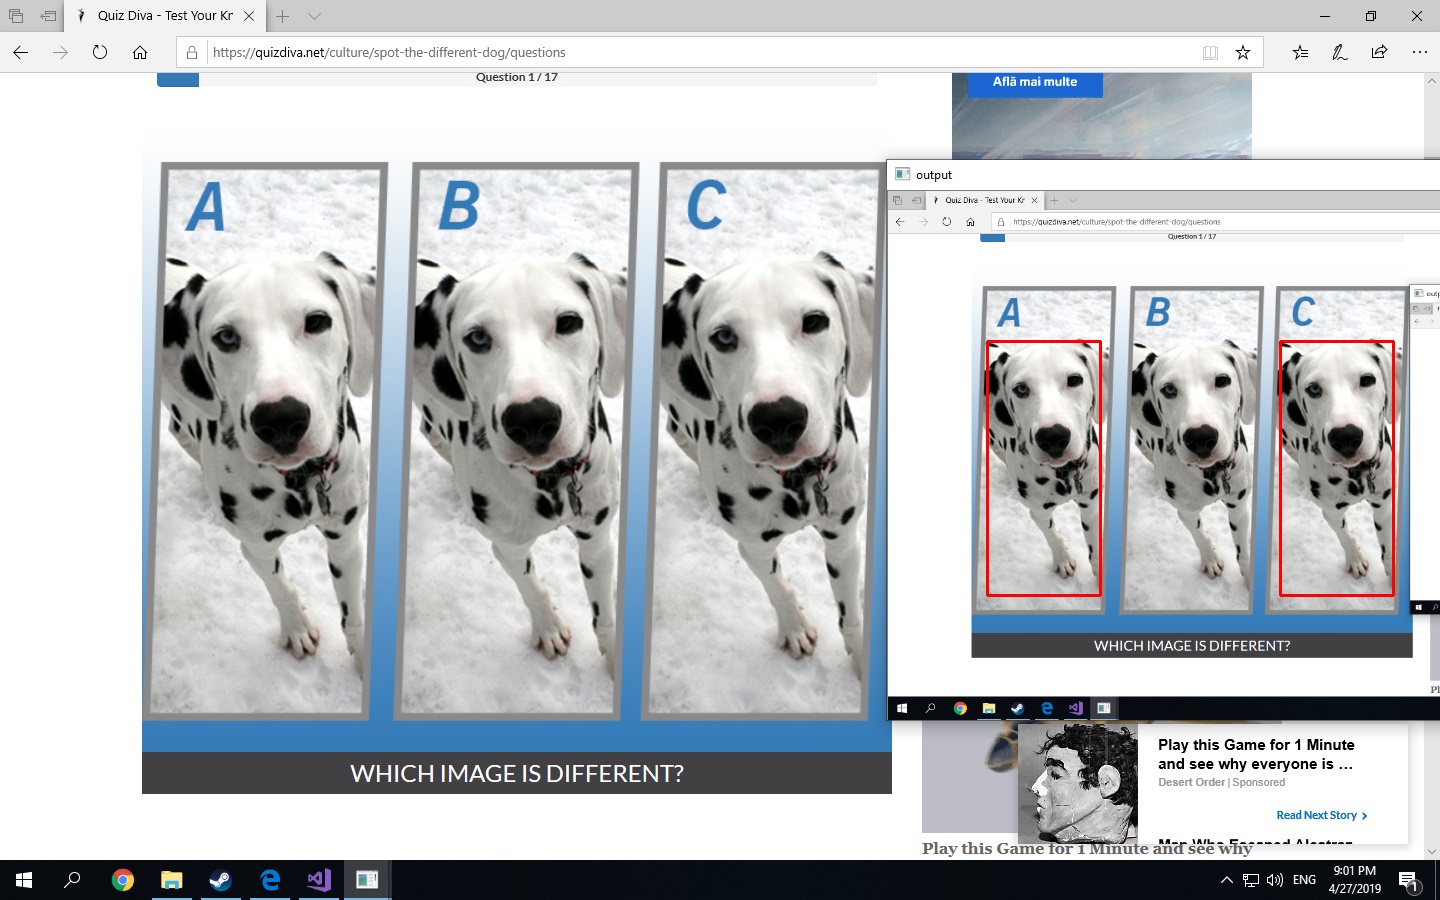 Quiz Diva - Test Your Kr
https://quizdiva.net/culture/spot-the-different-dog/questions
Question 1 / 17
Află mai multe
A
B
C
WHICH IMAGE IS DIFFERENT?
output
Quiz Diva - Test Your Kr
https://quizdiva.net/culture/spot-the-different-dog/questions
Question 1 / 17
A
B
C
WHICH IMAGE IS DIFFERENT?
Play this Game for 1 Minute
and see why everyone is ...
Desert Order | Sponsored
Read Next Story
Man Who Escaped Alcatraz
Play this Game for 1 Minute and see why
ENG
9:01 PM
4/27/2019
1